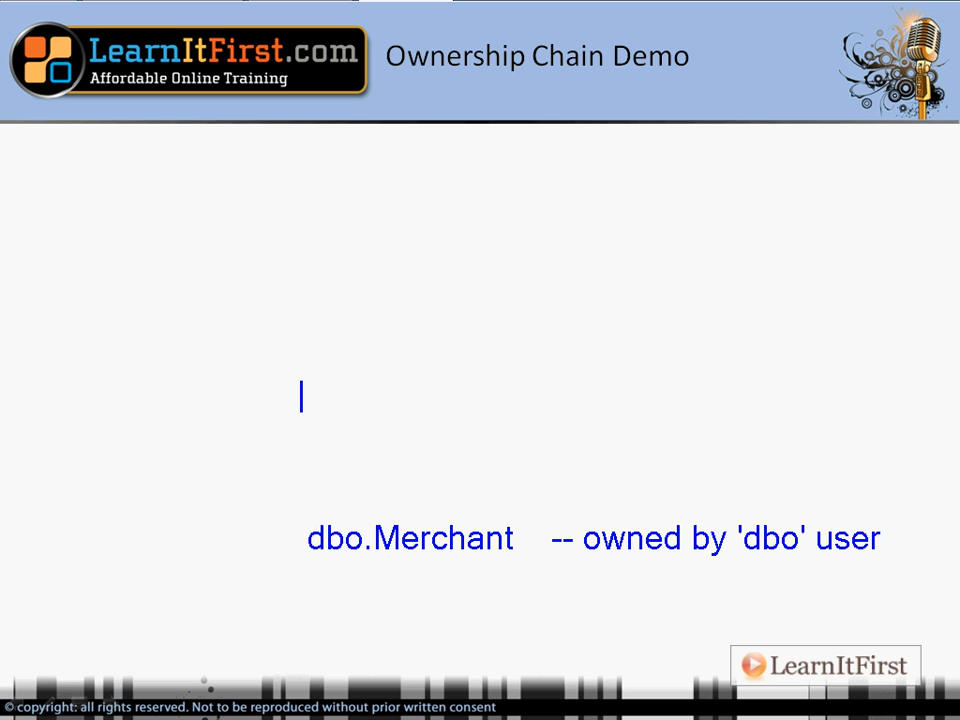 LearnItFirst.com
Affordable Online Training
Ownership Chain Demo
dbo.Merchant -- owned by 'dbo' user
LearnItFirst
© copyright: all rights reserved. Not to be reproduced without prior written consent